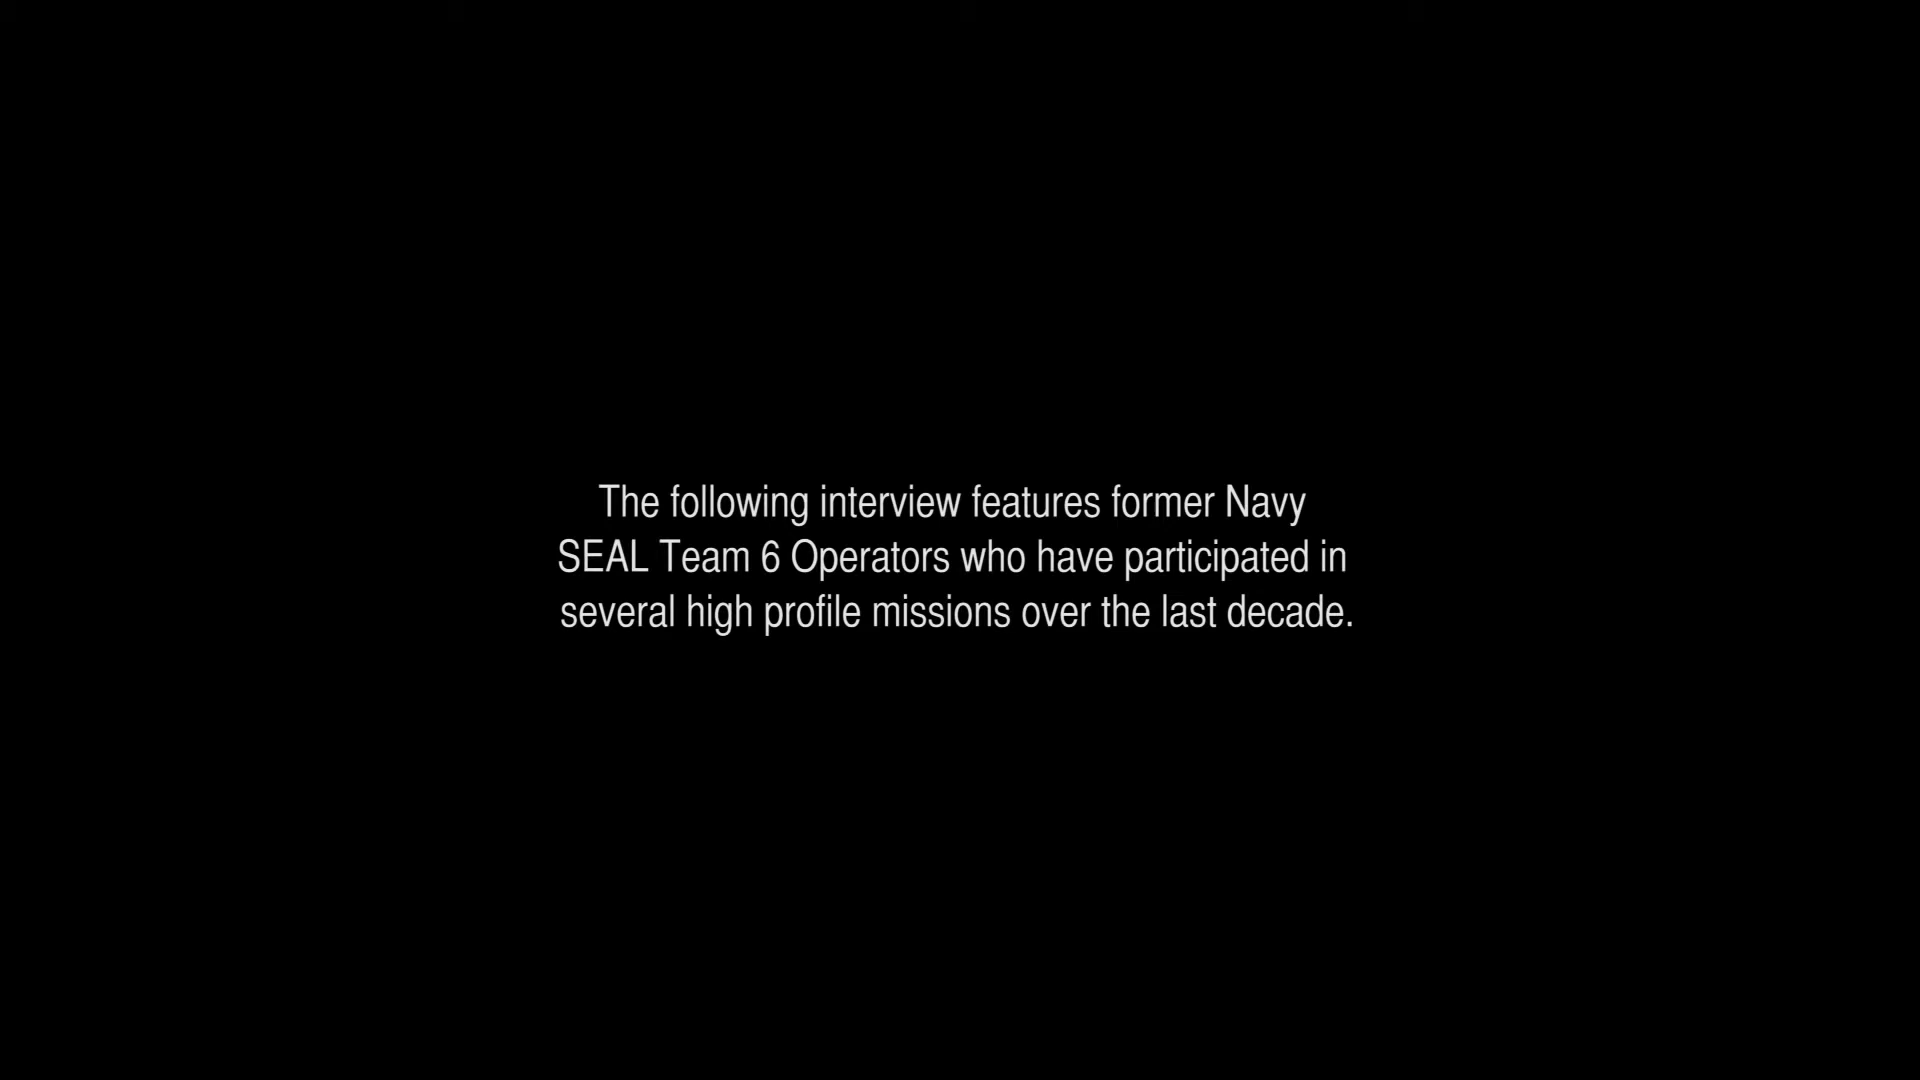 The following interview features former Navy
SEAL Team 6 Operators who have participated in
several high profile missions over the last decade.